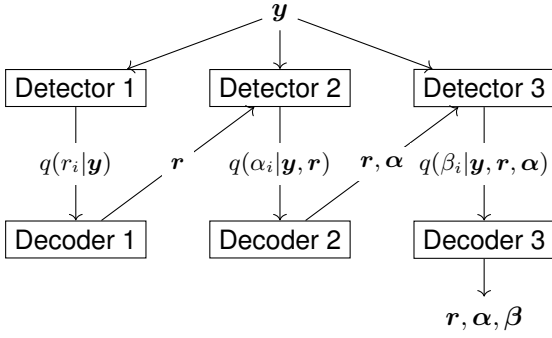 y
Detector 1 Detector 2 Detector 3
q(r_i|y) r q(α_i|y, r) r, α q(β_i|y, r, α)
Decoder 1 Decoder 2 Decoder 3
r, α, β